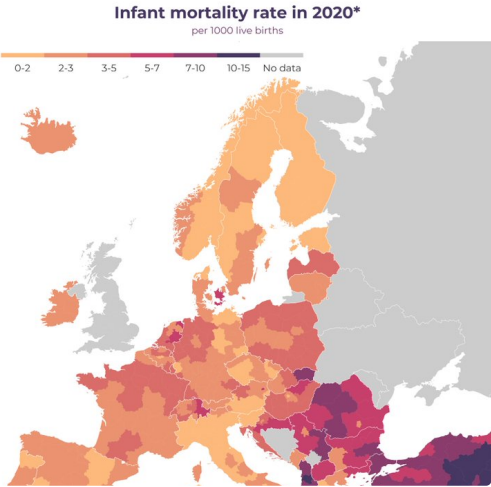 Infant mortality rate in 2020*
per 1000 live births
0-2 2-3 3-5 5-7 7-10 10-15 No data